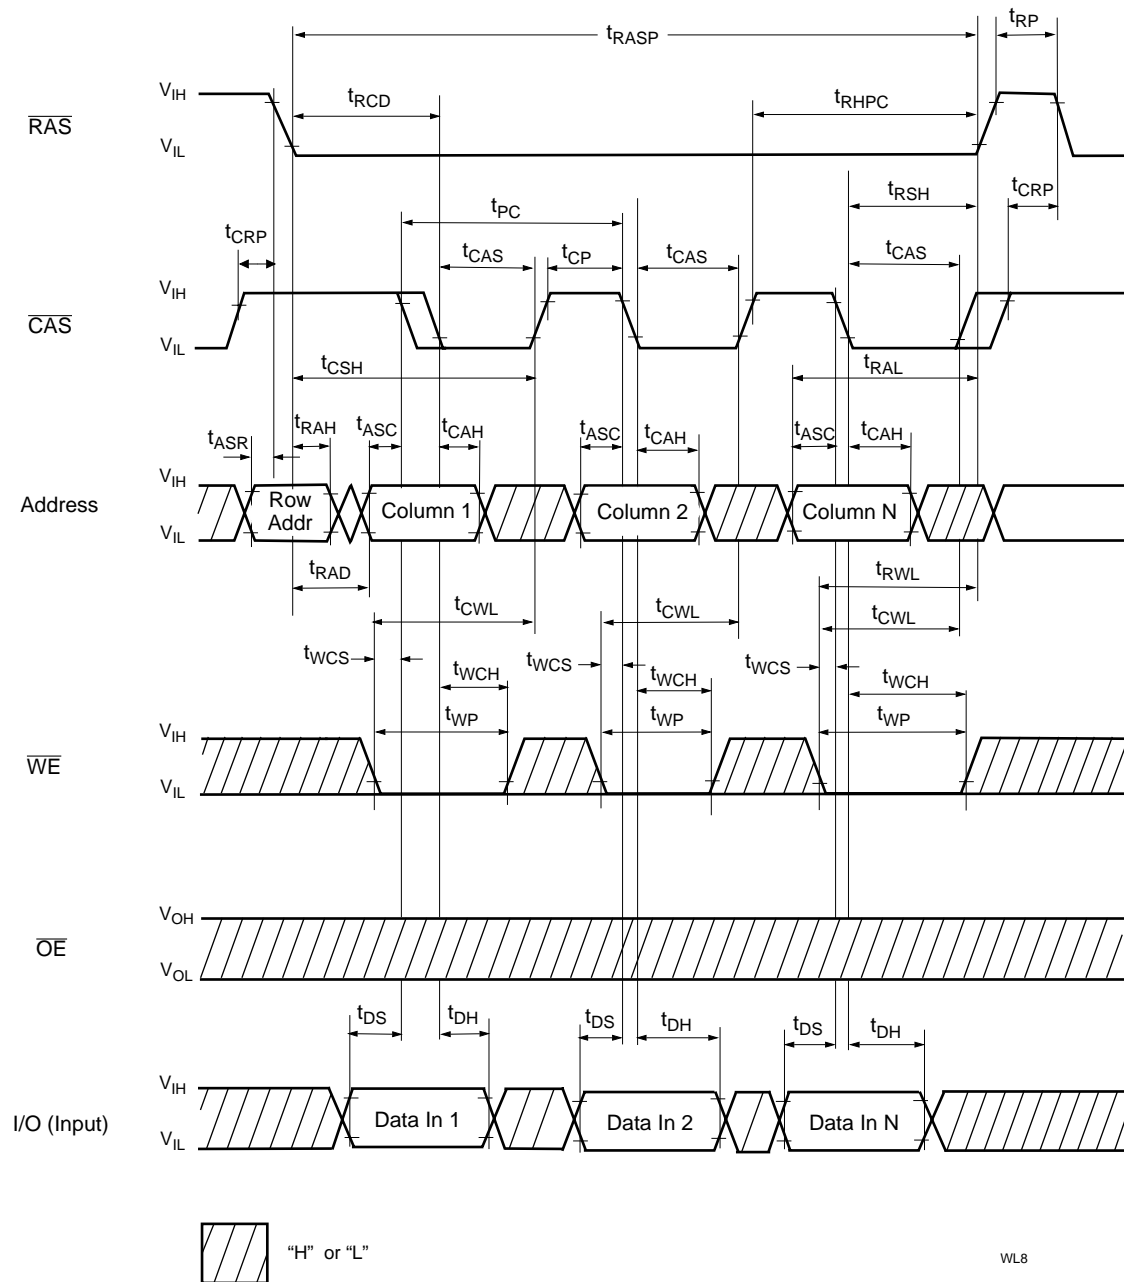 tRASP
tRP
VIH
tRCD
tRHPC
RAS
VIL
tRSH
tCRP
tPC
tCRP
tCAS
tCP
tCAS
tCAS
VIH
CAS
VIL
tCSH
tRAL
tASR
tRAH
tASC
tCAH
tASC
tCAH
tASC
tCAH
VIH
Address
Row
Addr
Column 1
Column 2
Column N
VIL
tRAD
tRWL
tCWL
tCWL
tCWL
tWCS
tWCS
tWCS
tWCH
tWCH
tWCH
tWP
tWP
tWP
VIH
WE
VIL
VOH
OE
VOL
tDS
tDH
tDS
tDH
tDS
tDH
VIH
I/O (Input)
Data In 1
Data In 2
Data In N
VIL
“H” or “L”
WL8